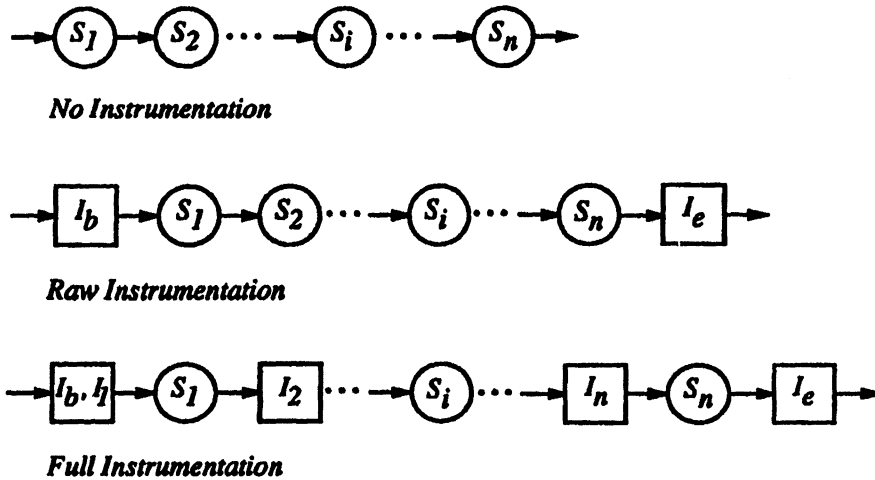 S1 S2 ... Si ... Sn
No Instrumentation
Ib S1 S2 ... Si ... Sn Ie
Raw Instrumentation
Ib, I1 S1 I2 ... Si ... In Sn Ie
Full Instrumentation